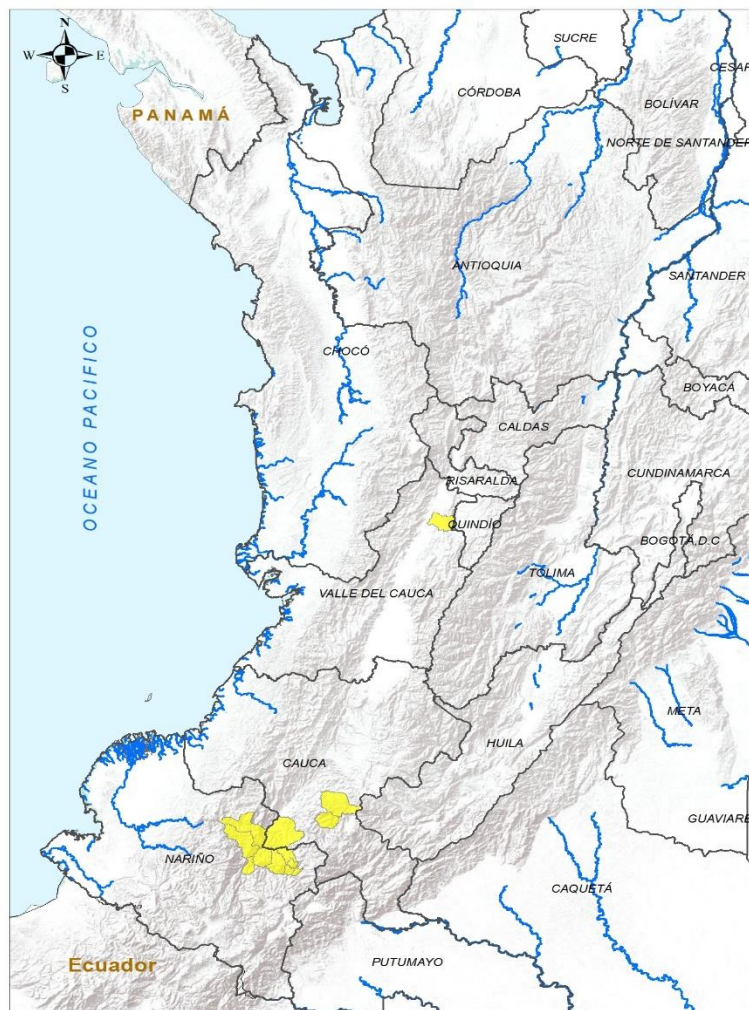 N
W E
S
SUCRE
CESAR
CÓRDOBA
BOLÍVAR
PANAMÁ
NORTE DE SANTANDER
ANTIOQUIA
SANTANDER
OCEANO PACIFICO
CHOCÓ
BOYACÁ
CALDAS
CUNDINAMARCA
RISARALDA
QUINDÍO
BOGOTÁ,D.C
TOLIMA
VALLE DEL CAUCA
META
HUILA
CAUCA
GUAVIARE
NARIÑO
CAQUETÁ
PUTUMAYO
Ecuador